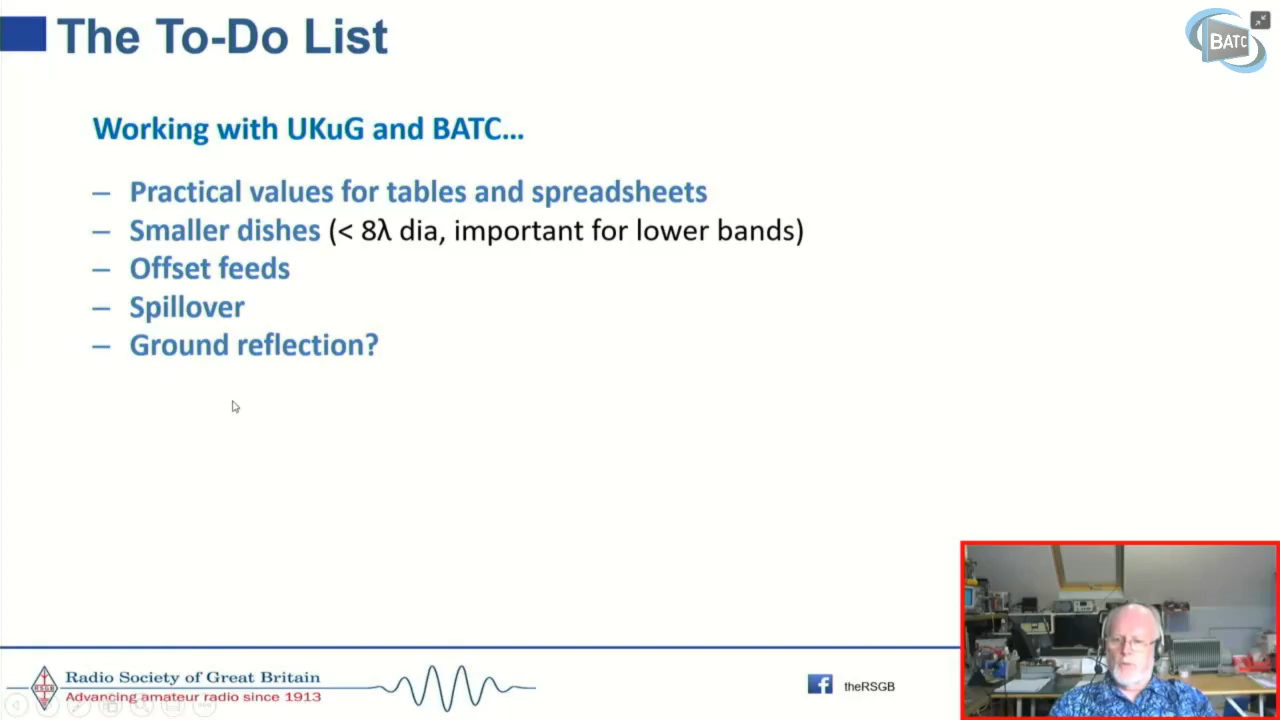 The To-Do List
BATC
Working with UKuG and BATC...
– Practical values for tables and spreadsheets
– Smaller dishes (< 8λ dia, important for lower bands)
– Offset feeds
– Spillover
– Ground reflection?
RSGB
Radio Society of Great Britain
Advancing amateur radio since 1913
theRSGB